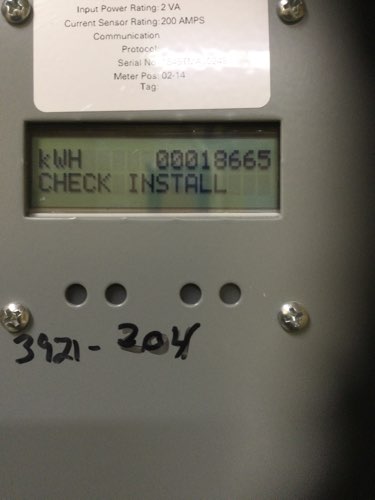 Input Power Rating: 2 VA
Current Sensor Rating: 200 AMPS
Communication
Protocol:
Serial No:
Meter Pos: 02-14
Tag:
kWH 00018665
CHECK INSTALL
3921-204